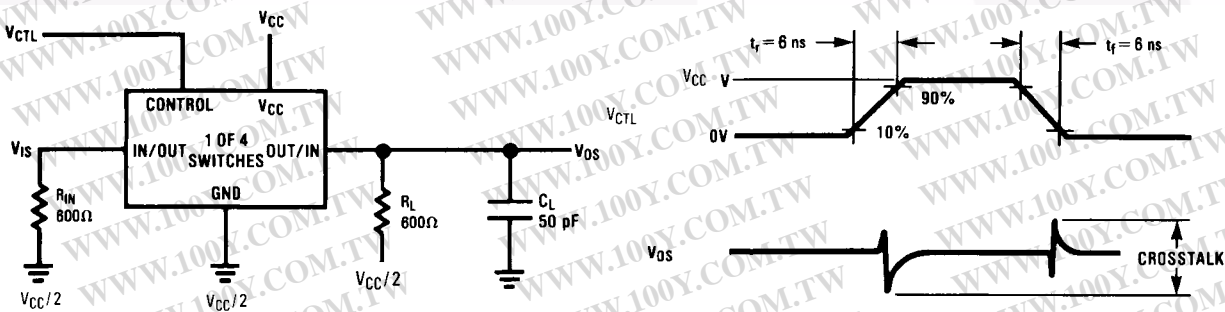 VCTL
VCC
CONTROL
VCC
VIS
IN/OUT
1 OF 4
SWITCHES
OUT/IN
VOS
GND
RIN
600Ω
RL
600Ω
CL
50 pF
VCC/2
VCC/2
VCC/2
tr = 6 ns
tf = 6 ns
VCC
V
90%
VCTL
10%
0V
VOS
CROSSTALK
WWW.100Y.COM.TW